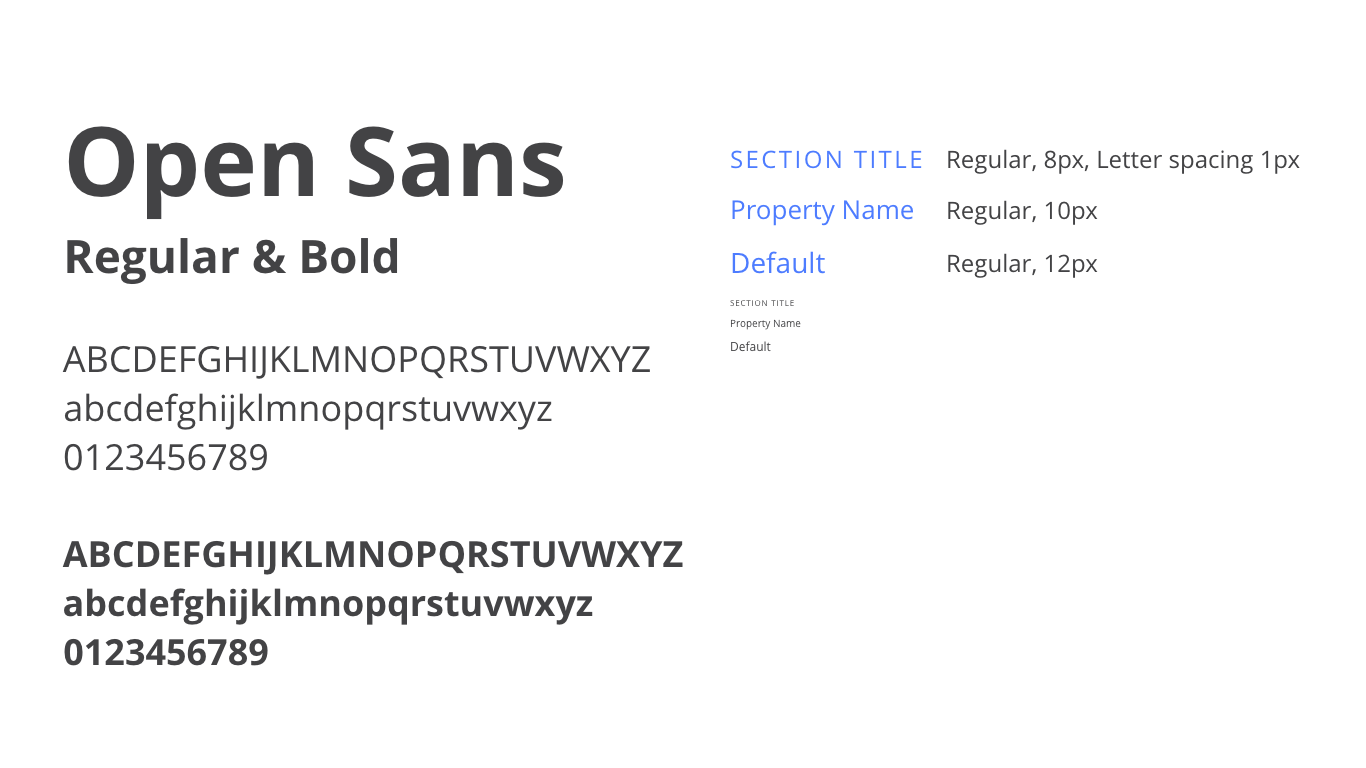 Open Sans
Regular & Bold
ABCDEFGHIJKLMNOPQRSTUVWXYZ
abcdefghijklmnopqrstuvwxyz
0123456789
ABCDEFGHIJKLMNOPQRSTUVWXYZ
abcdefghijklmnopqrstuvwxyz
0123456789
SECTION TITLE Regular, 8px, Letter spacing 1px
Property Name Regular, 10px
Default Regular, 12px
SECTION TITLE
Property Name
Default